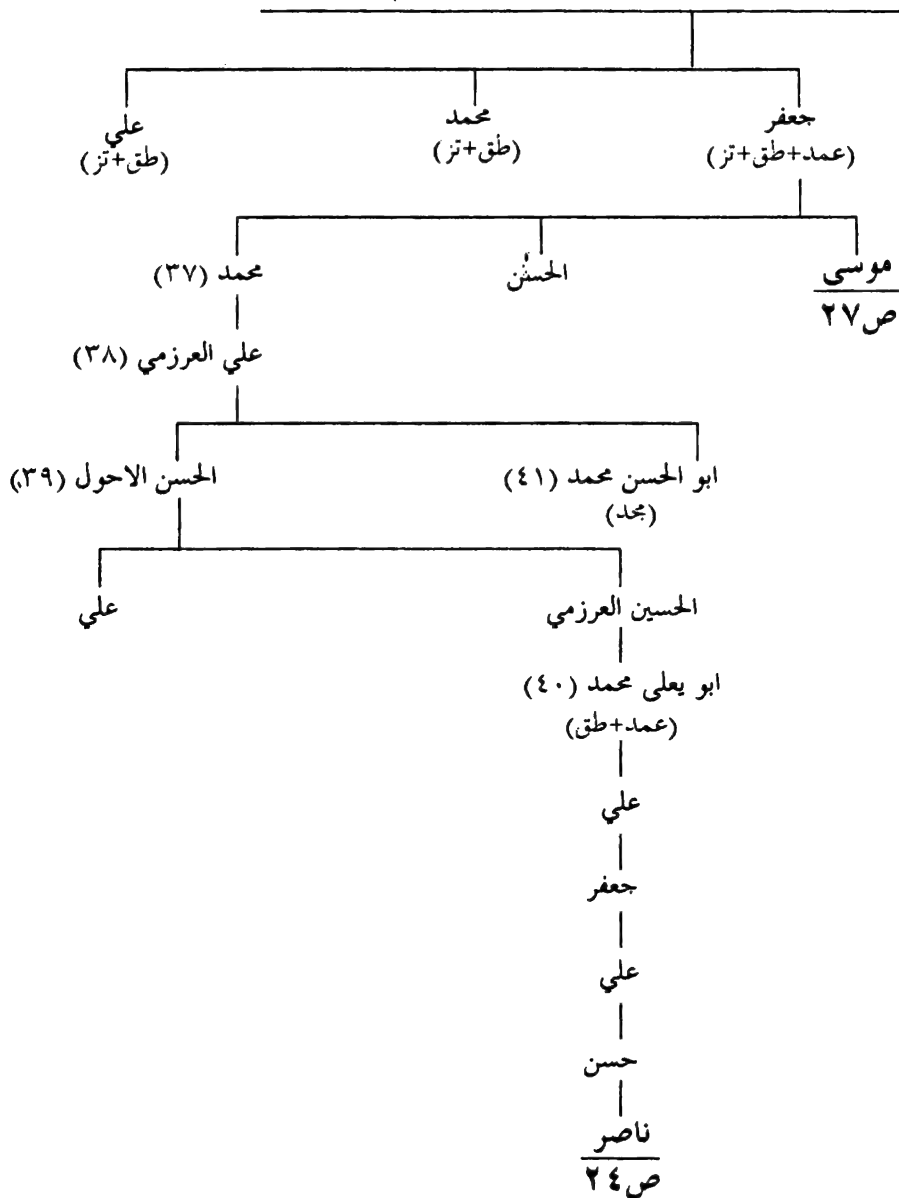 جعفر
(عمد+طق+تز)
محمد
(طق+تز)
علي
(طق+تز)
موسى
ص٢٧
الحسن
محمد (٣٧)
علي العرزمي (٣٨)
ابو الحسن محمد (٤١)
(مجد)
الحسن الاحول (٣٩)
الحسين العرزمي
علي
ابو يعلى محمد (٤٠)
(عمد+طق)
علي
جعفر
علي
حسن
ناصر
ص٢٤